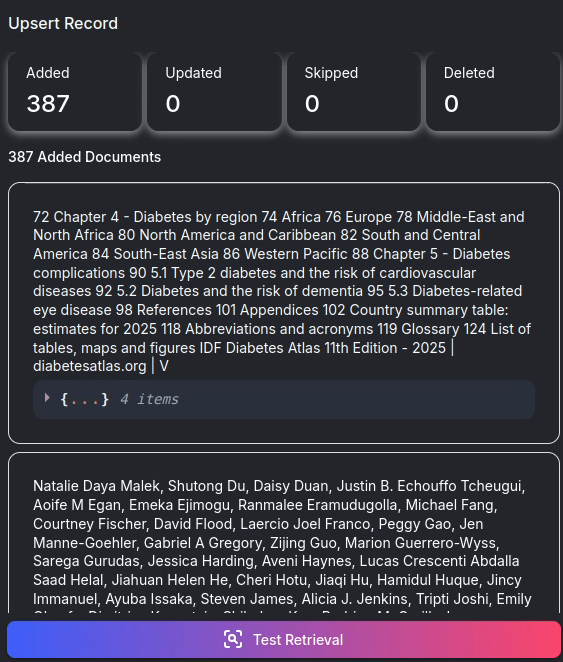 Upsert Record
Added
387
Updated
0
Skipped
0
Deleted
0
387 Added Documents
72 Chapter 4 - Diabetes by region 74 Africa 76 Europe 78 Middle-East and
North Africa 80 North America and Caribbean 82 South and Central
America 84 South-East Asia 86 Western Pacific 88 Chapter 5 - Diabetes
complications 90 5.1 Type 2 diabetes and the risk of cardiovascular
diseases 92 5.2 Diabetes and the risk of dementia 95 5.3 Diabetes-related
eye disease 98 References 101 Appendices 102 Country summary table:
estimates for 2025 118 Abbreviations and acronyms 119 Glossary 124 List of
tables, maps and figures IDF Diabetes Atlas 11th Edition - 2025 |
diabetesatlas.org | V
{...} 4 items
Natalie Daya Malek, Shutong Du, Daisy Duan, Justin B. Echouffo Tcheugui,
Aoife M Egan, Emeka Ejimogu, Ranmalee Eramudugolla, Michael Fang,
Courtney Fischer, David Flood, Laercio Joel Franco, Peggy Gao, Jen
Manne-Goehler, Gabriel A Gregory, Zijing Guo, Marion Guerrero-Wyss,
Sarega Gurudas, Jessica Harding, Aveni Haynes, Lucas Crescenti Abdalla
Saad Helal, Jiahuan Helen He, Cheri Hotu, Jiaqi Hu, Hamidul Huque, Jincy
Immanuel, Ayuba Issaka, Steven James, Alicia J. Jenkins, Tripti Joshi, Emily
Test Retrieval